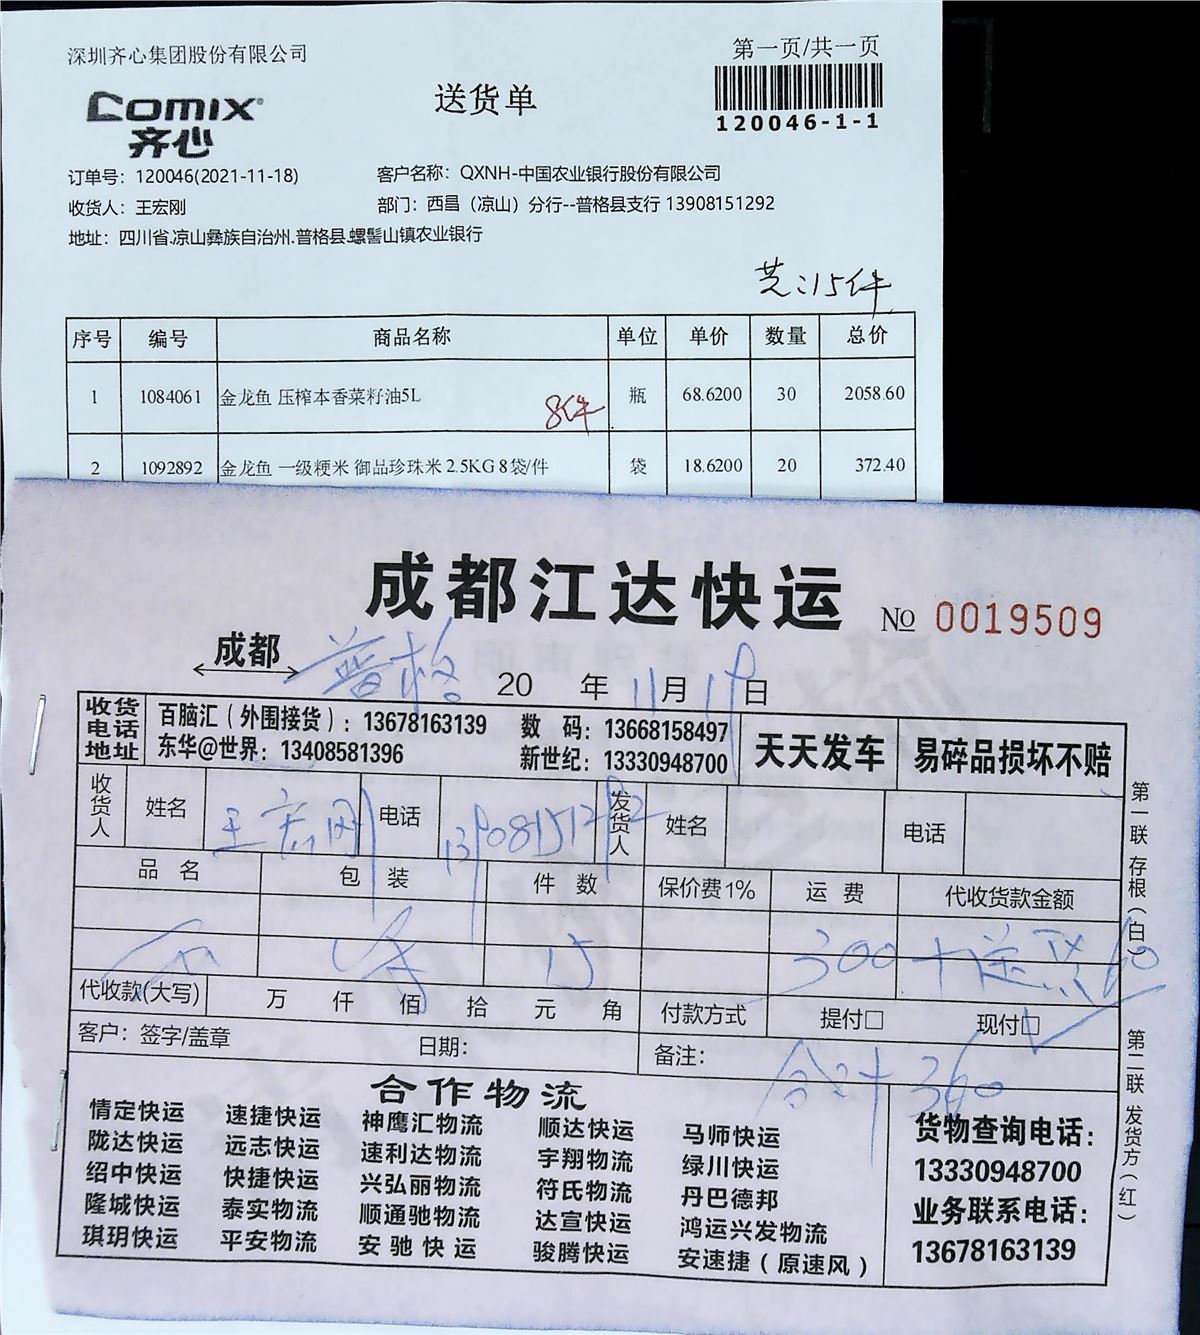 深圳齐心集团股份有限公司
第一页/共一页
Comix
齐心
送货单
120046-1-1
订单号：120046(2021-11-18)
客户名称：QXNH-中国农业银行股份有限公司
收货人：王宏刚
部门：西昌（凉山）分行--普格县支行 13908151292
地址：四川省.凉山彝族自治州.普格县.螺髻山镇农业银行
共：15件
序号 编号 商品名称 单位 单价 数量 总价
1 1084061 金龙鱼 压榨本香菜籽油5L 8件 瓶 68.6200 30 2058.60
2 1092892 金龙鱼 一级粳米 御品珍珠米 2.5KG 8袋/件 袋 18.6200 20 372.40
成都江达快运
No 0019509
成都 普格 20 年 11月19日
收货电话地址
百脑汇（外围接货）：13678163139 数 码：13668158497
东华@世界：13408581396 新世纪：13330948700
天天发车 易碎品损坏不赔
收货人 姓名 王宏刚 电话 13908151292 发货人 姓名 电话
品 名 包 装 件 数 保价费1% 运 费 代收货款金额
15 300 十送货60
代收款(大写) 万 仟 佰 拾 元 角 付款方式 提付□ 现付□
客户：签字/盖章 日期： 备注： 合计360
第一联 存根（白） 第二联 发货方（红）
合作物流
情定快运 速捷快运 神鹰汇物流 顺达快运 马师快运
陇达快运 远志快运 速利达物流 宇翔物流 绿川快运
绍中快运 快捷快运 兴弘丽物流 符氏物流 丹巴德邦
隆城快运 泰实物流 顺通驰物流 达宣快运 鸿运兴发物流
琪玥快运 平安物流 安驰快运 骏腾快运 安速捷（原速风）
货物查询电话：
13330948700
业务联系电话：
13678163139